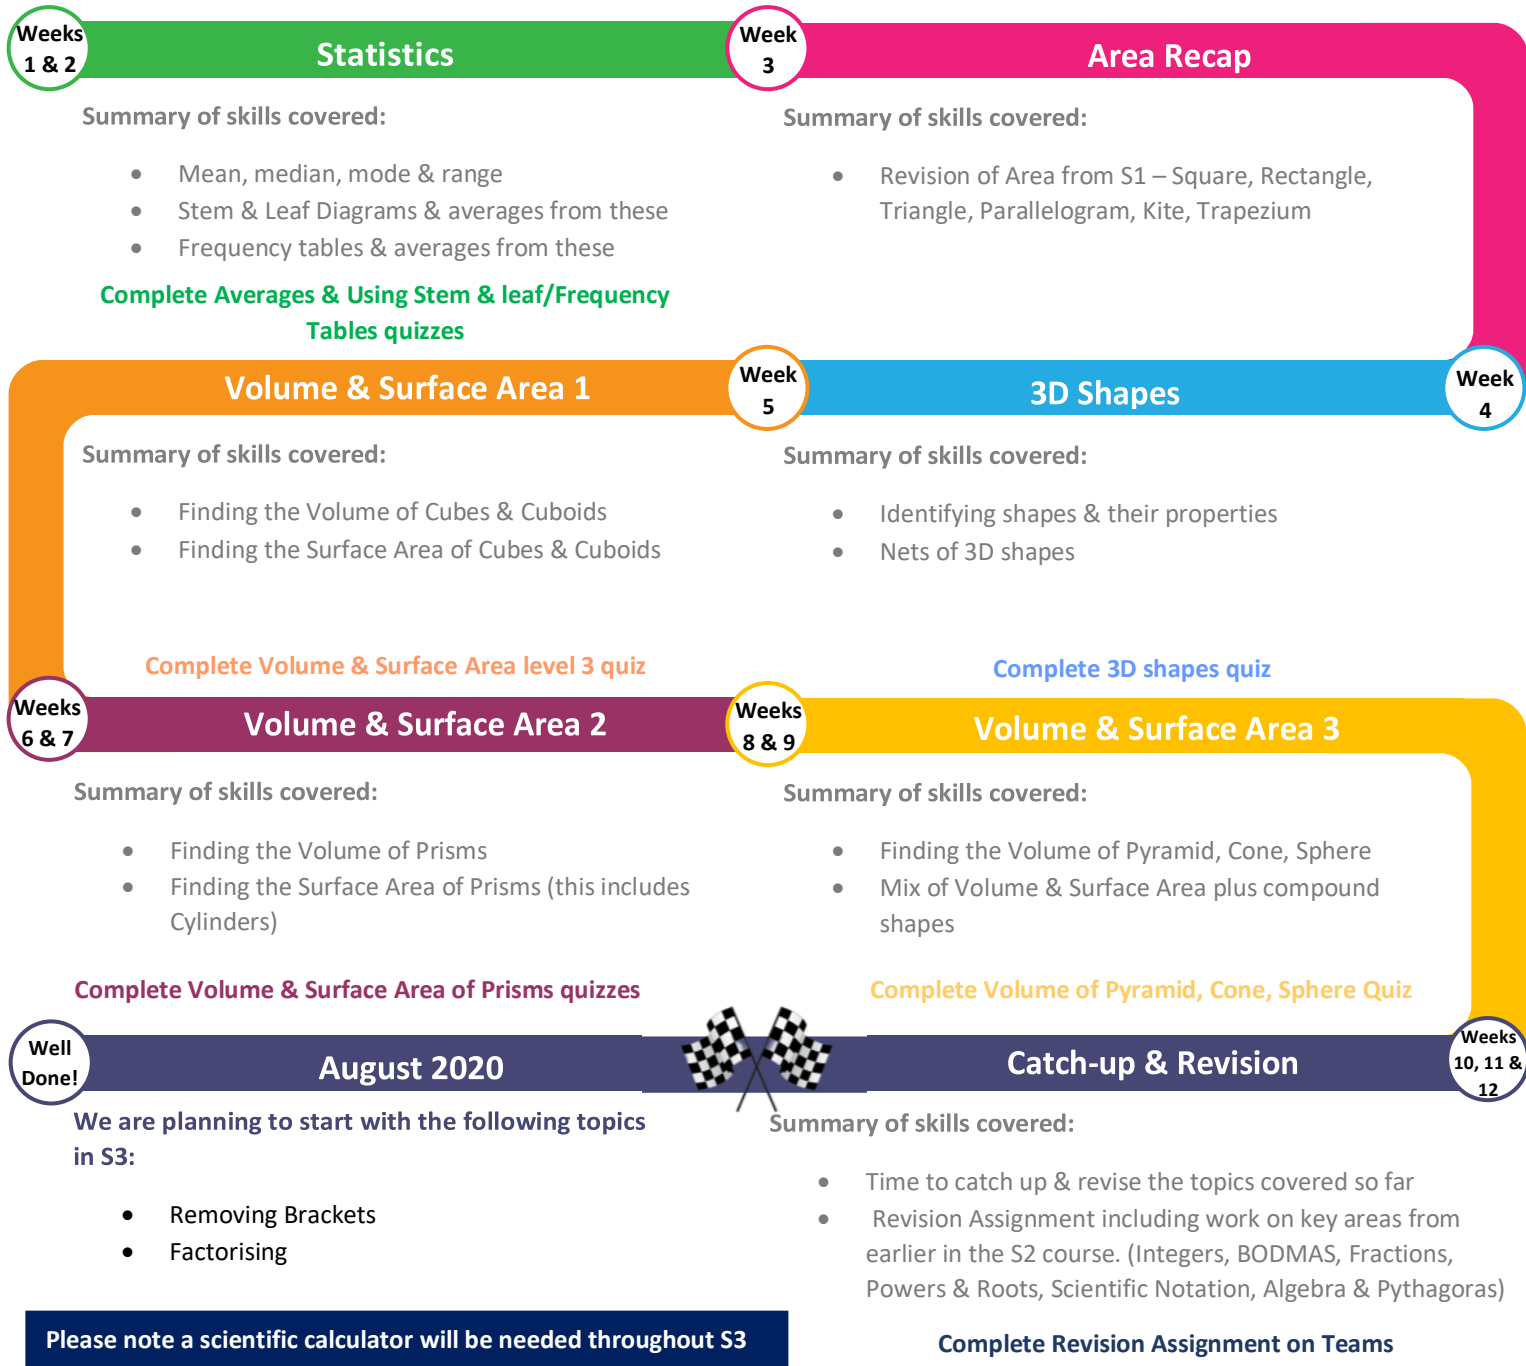 Weeks
1 & 2
Statistics
Summary of skills covered:
• Mean, median, mode & range
• Stem & Leaf Diagrams & averages from these
• Frequency tables & averages from these
Complete Averages & Using Stem & leaf/Frequency
Tables quizzes
Week
3
Area Recap
Summary of skills covered:
• Revision of Area from S1 – Square, Rectangle,
Triangle, Parallelogram, Kite, Trapezium
Week
4
3D Shapes
Summary of skills covered:
• Identifying shapes & their properties
• Nets of 3D shapes
Complete 3D shapes quiz
Week
5
Volume & Surface Area 1
Summary of skills covered:
• Finding the Volume of Cubes & Cuboids
• Finding the Surface Area of Cubes & Cuboids
Complete Volume & Surface Area level 3 quiz
Weeks
6 & 7
Volume & Surface Area 2
Summary of skills covered:
• Finding the Volume of Prisms
• Finding the Surface Area of Prisms (this includes
Cylinders)
Complete Volume & Surface Area of Prisms quizzes
Weeks
8 & 9
Volume & Surface Area 3
Summary of skills covered:
• Finding the Volume of Pyramid, Cone, Sphere
• Mix of Volume & Surface Area plus compound
shapes
Complete Volume of Pyramid, Cone, Sphere Quiz
Weeks
10, 11 &
12
Catch-up & Revision
Summary of skills covered:
• Time to catch up & revise the topics covered so far
• Revision Assignment including work on key areas from
earlier in the S2 course. (Integers, BODMAS, Fractions,
Powers & Roots, Scientific Notation, Algebra & Pythagoras)
Complete Revision Assignment on Teams
Well
Done!
August 2020
We are planning to start with the following topics
in S3:
• Removing Brackets
• Factorising
Please note a scientific calculator will be needed throughout S3